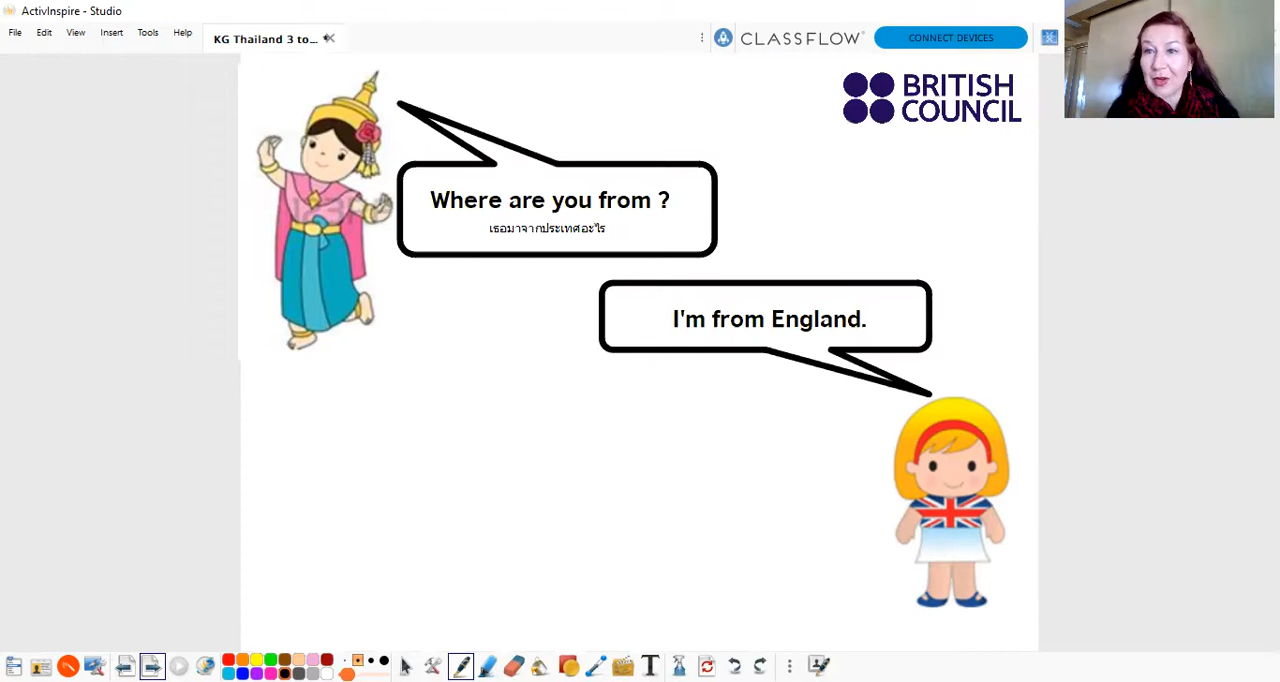 ActivInspire - Studio
File Edit View Insert Tools Help
KG Thailand 3 to...
CLASSFLOW
CONNECT DEVICES
BRITISH
COUNCIL
Where are you from ?
เธอมาจากประเทศอะไร
I'm from England.
T